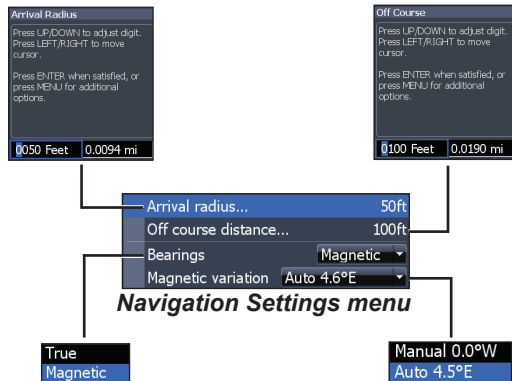 Arrival Radius
Press UP/DOWN to adjust digit.
Press LEFT/RIGHT to move
cursor.
Press ENTER when satisfied, or
press MENU for additional
options.
0050 Feet 0.0094 mi
Off Course
Press UP/DOWN to adjust digit.
Press LEFT/RIGHT to move
cursor.
Press ENTER when satisfied, or
press MENU for additional
options.
0100 Feet 0.0190 mi
Arrival radius... 50ft
Off course distance... 100ft
Bearings Magnetic
Magnetic variation Auto 4.6°E
Navigation Settings menu
True
Magnetic
Manual 0.0°W
Auto 4.5°E